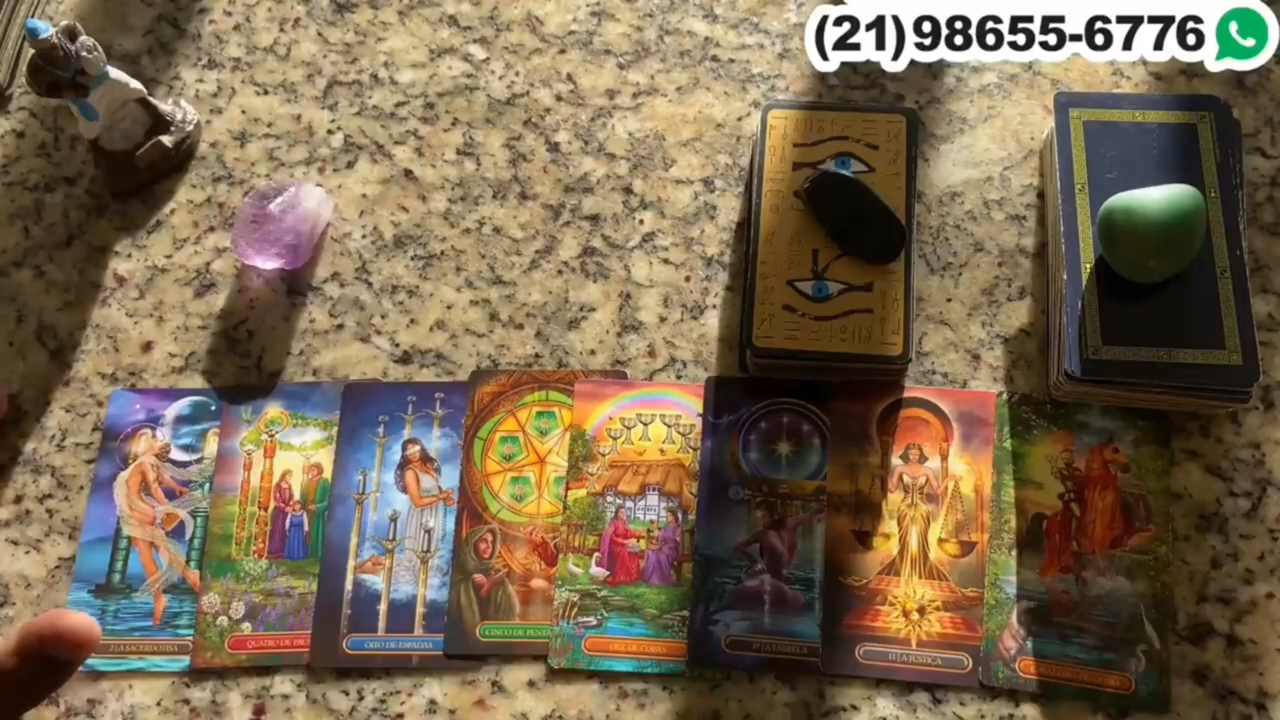 (21)98655-6776
2 | A SACERDOTISA
QUATRO DE PAUS
OITO DE ESPADAS
CINCO DE PENTA
DEZ DE COPAS
17 | A ESTRELA
11 | A JUSTIÇA